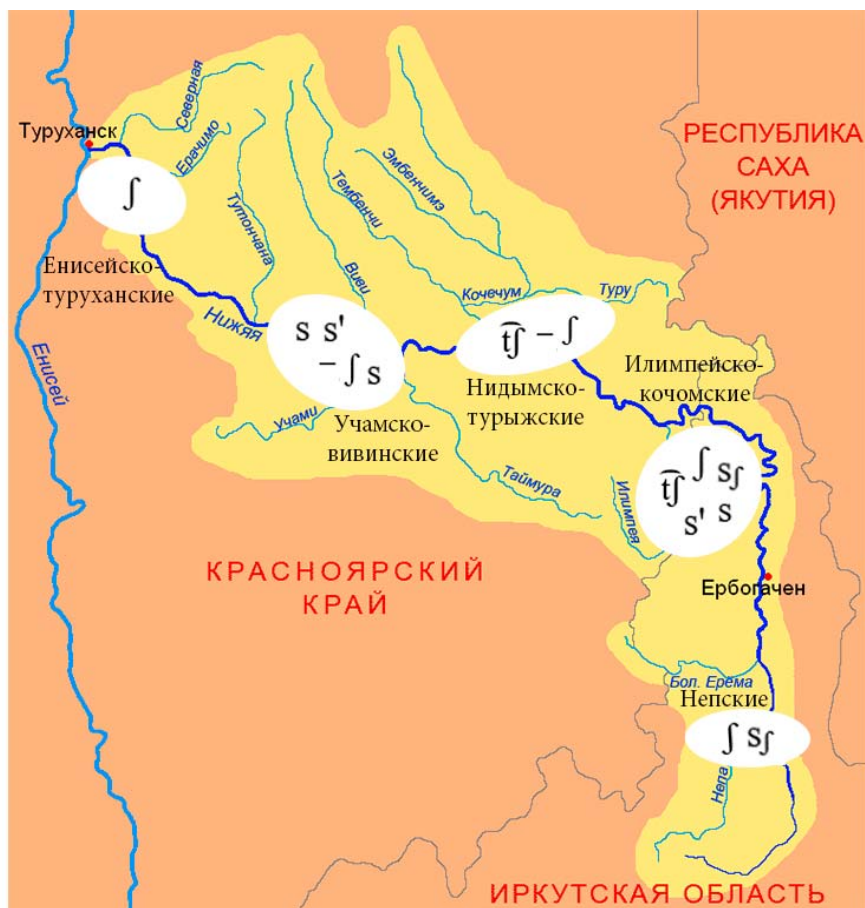 Северная
Туруханск
Ерачимо
ʃ
Енисейско-
туруханские
Тутончана
Виви
Тембенчи
Эмбенчимэ
РЕСПУБЛИКА
САХА
(ЯКУТИЯ)
Кочечум
Туру
Нижяя
s s'
– ʃ s
t͡ʃ – ʃ
Енисей
Учами
Учамско-
вивинские
Нидымско-
турыжские
Илимпейско-
кочомские
Таймура
Илимпея
t͡ʃ ʃ sʃ
s' s
КРАСНОЯРСКИЙ
КРАЙ
Ербогачен
Бол. Ерема
Непские
ʃ sʃ
Непа
ИРКУТСКАЯ ОБЛАСТЬ